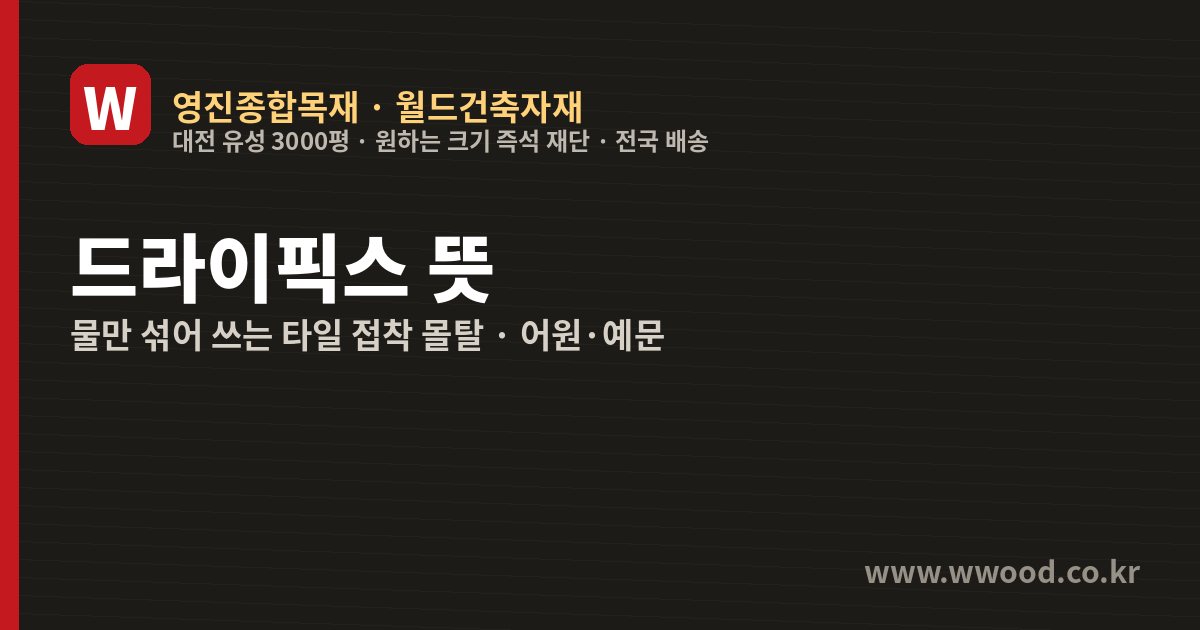 W
영진종합목재 · 월드건축자재
대전 유성 3000평 · 원하는 크기 즉석 재단 · 전국 배송
드라이픽스 뜻
물만 섞어 쓰는 타일 접착 몰탈 · 어원·예문
www.wwood.co.kr